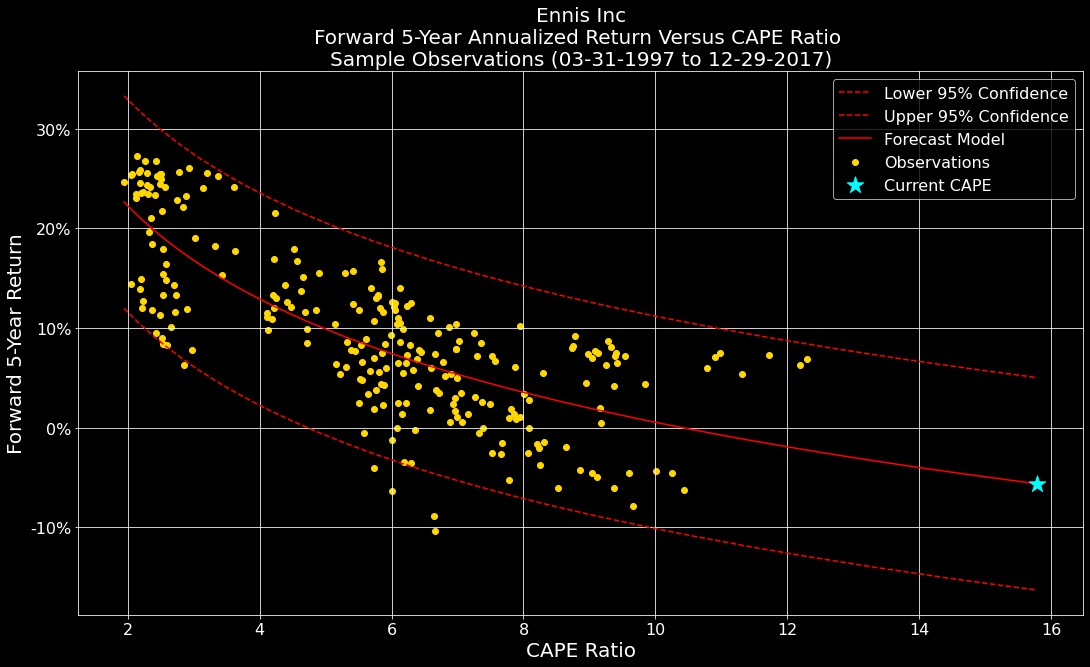 Ennis Inc
Forward 5-Year Annualized Return Versus CAPE Ratio
Sample Observations (03-31-1997 to 12-29-2017)
Lower 95% Confidence
Upper 95% Confidence
Forecast Model
Observations
Current CAPE
Forward 5-Year Return
30%
20%
10%
0%
-10%
2 4 6 8 10 12 14 16
CAPE Ratio